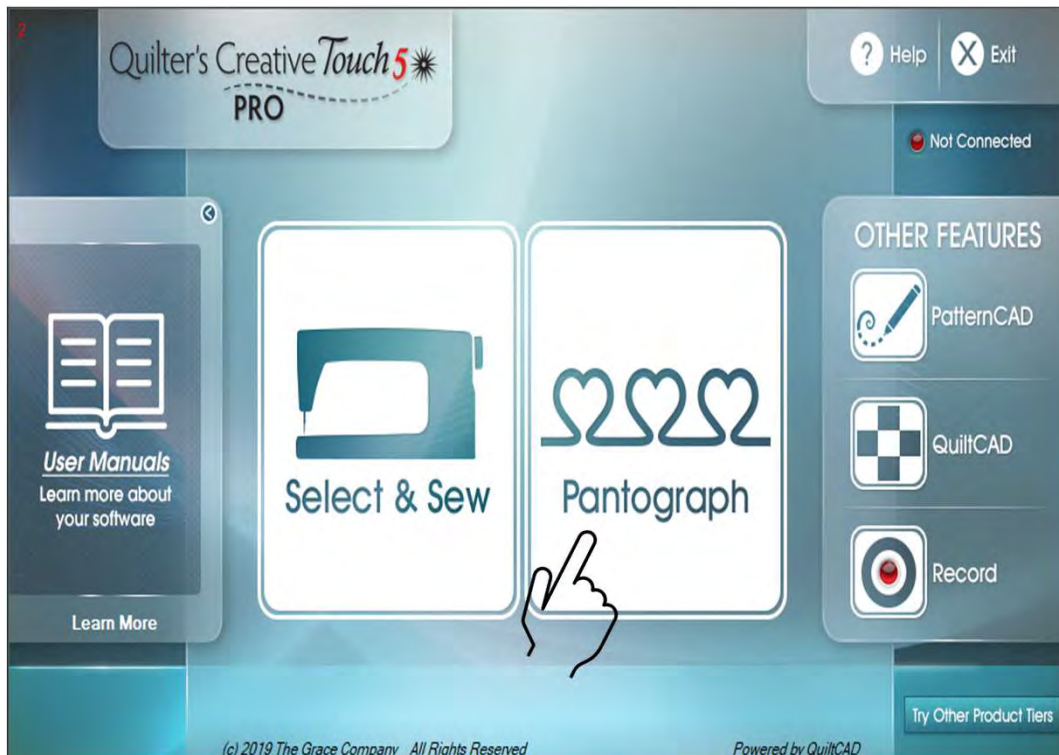 2
Quilter's Creative Touch 5
PRO
? Help
X Exit
Not Connected
User Manuals
Learn more about
your software
Learn More
Select & Sew
Pantograph
OTHER FEATURES
PatternCAD
QuiltCAD
Record
Try Other Product Tiers
(c) 2019 The Grace Company All Rights Reserved
Powered by QuiltCAD